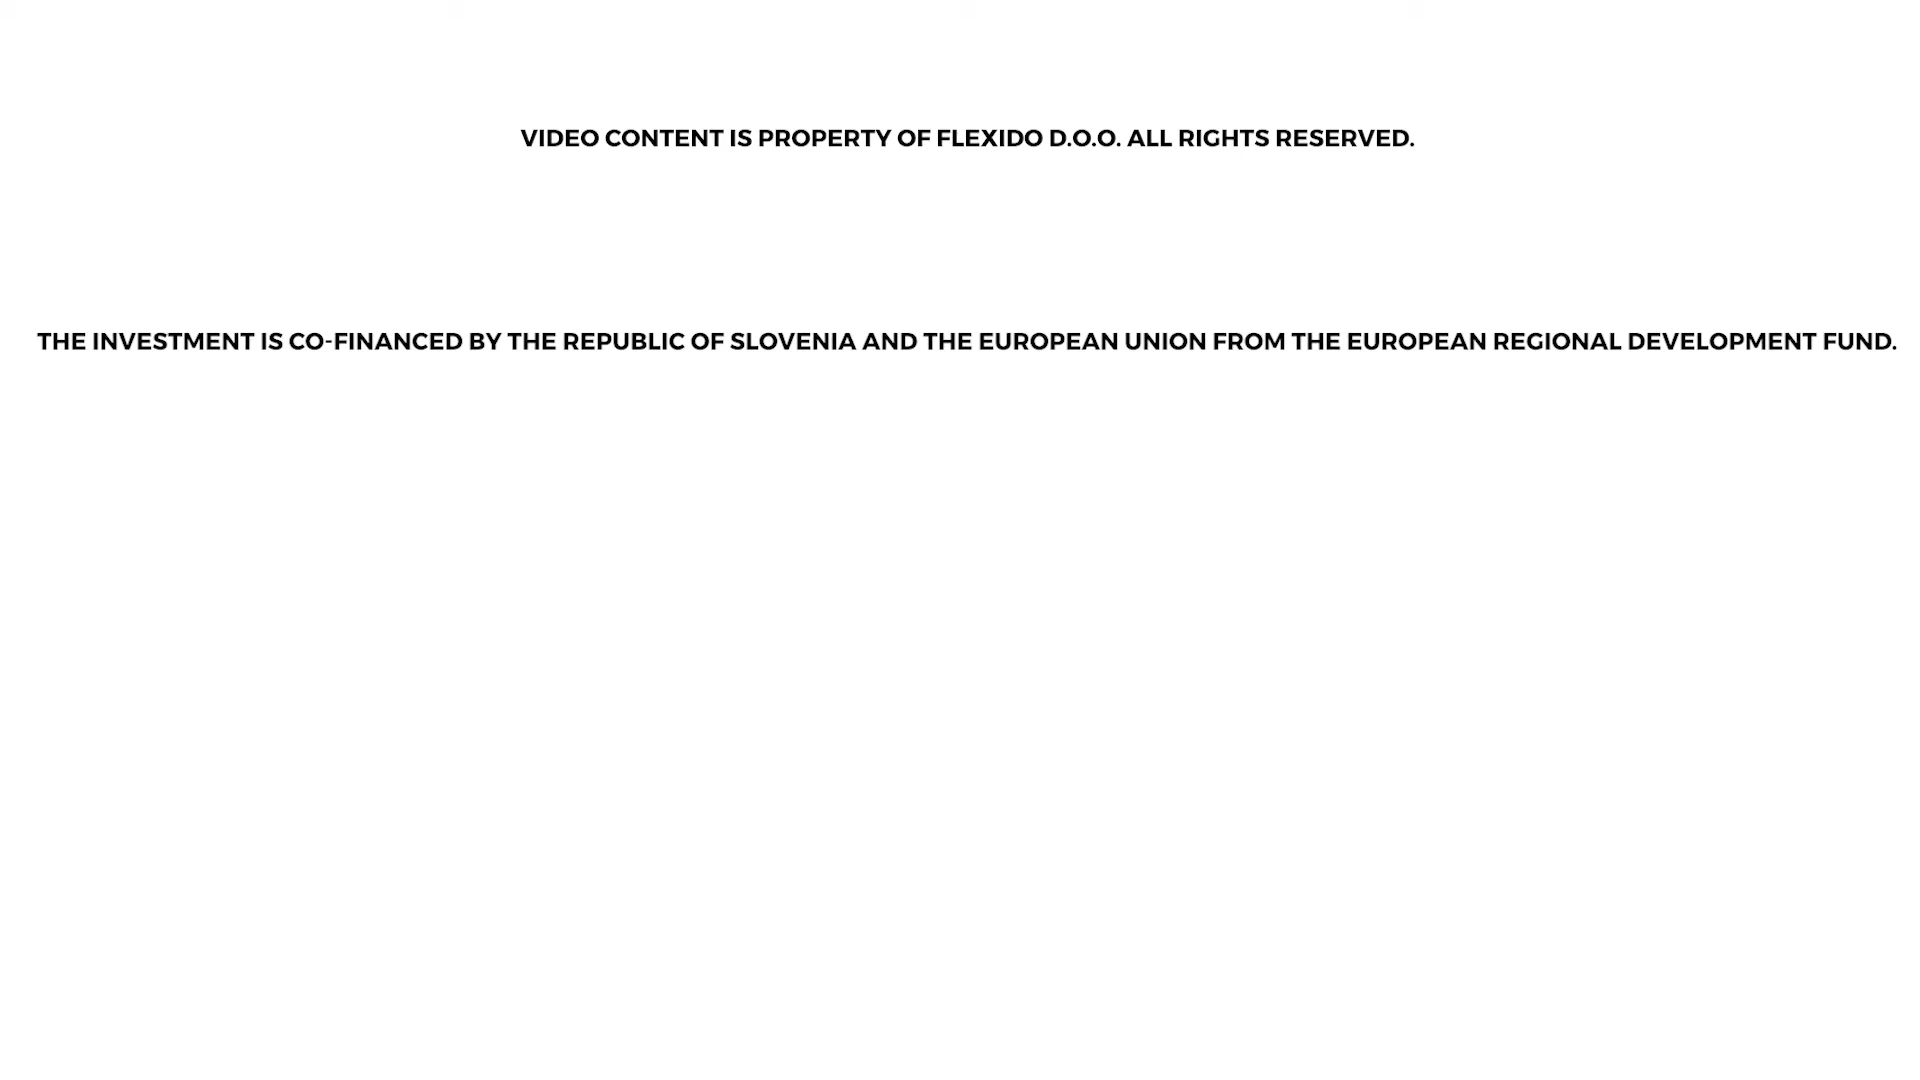 VIDEO CONTENT IS PROPERTY OF FLEXIDO D.O.O. ALL RIGHTS RESERVED.
THE INVESTMENT IS CO-FINANCED BY THE REPUBLIC OF SLOVENIA AND THE EUROPEAN UNION FROM THE EUROPEAN REGIONAL DEVELOPMENT FUND.